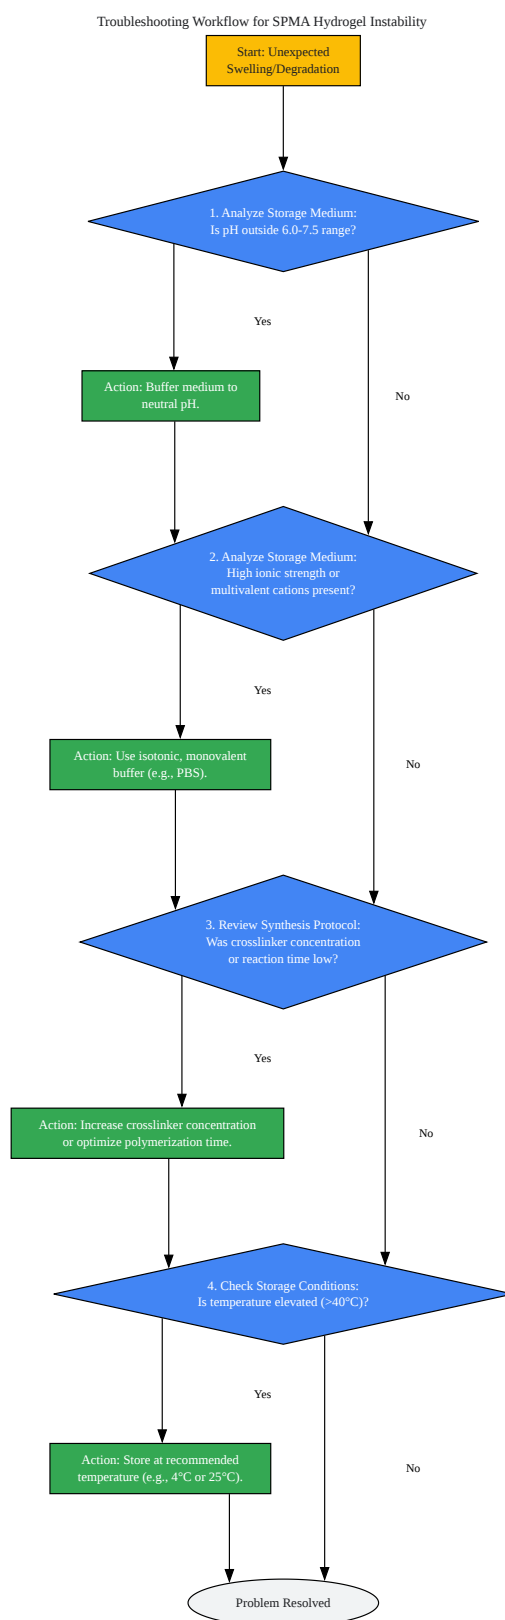 Troubleshooting Workflow for SPMA Hydrogel Instability
Start: Unexpected
Swelling/Degradation
1. Analyze Storage Medium:
Is pH outside 6.0-7.5 range?
Yes
Action: Buffer medium to
neutral pH.
No
2. Analyze Storage Medium:
High ionic strength or
multivalent cations present?
Yes
Action: Use isotonic, monovalent
buffer (e.g., PBS).
No
3. Review Synthesis Protocol:
Was crosslinker concentration
or reaction time low?
Yes
Action: Increase crosslinker concentration
or optimize polymerization time.
No
4. Check Storage Conditions:
Is temperature elevated (>40°C)?
Yes
Action: Store at recommended
temperature (e.g., 4°C or 25°C).
No
Problem Resolved